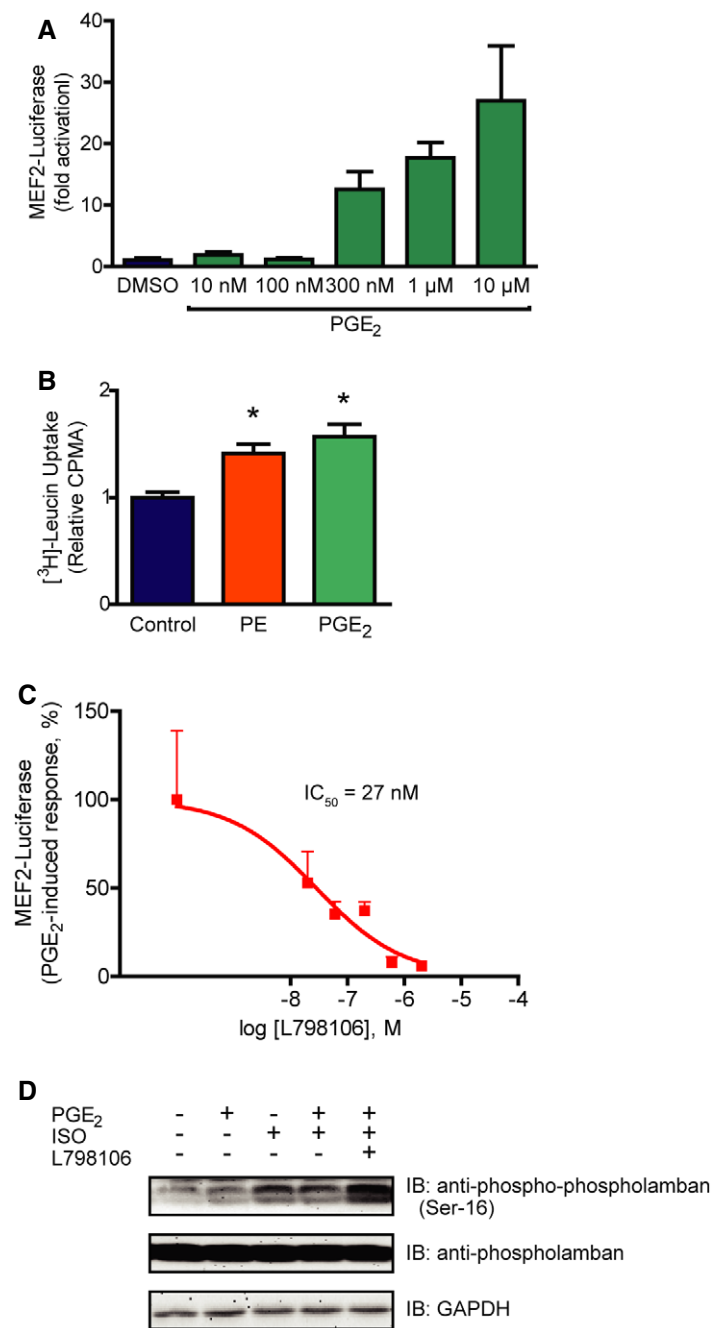 A
MEF2-Luciferase
(fold activationl)
40
30
20
10
0
DMSO 10 nM 100 nM 300 nM 1 µM 10 µM
PGE₂
B
[³H]-Leucin Uptake
(Relative CPMA)
2
1
0
Control PE PGE₂
* *
C
MEF2-Luciferase
(PGE₂-induced response, %)
150
100
50
0
IC₅₀ = 27 nM
-8 -7 -6 -5 -4
log [L798106], M
D
PGE₂ - + - + +
ISO - - + + +
L798106 - - - - +
IB: anti-phospho-phospholamban
(Ser-16)
IB: anti-phospholamban
IB: GAPDH